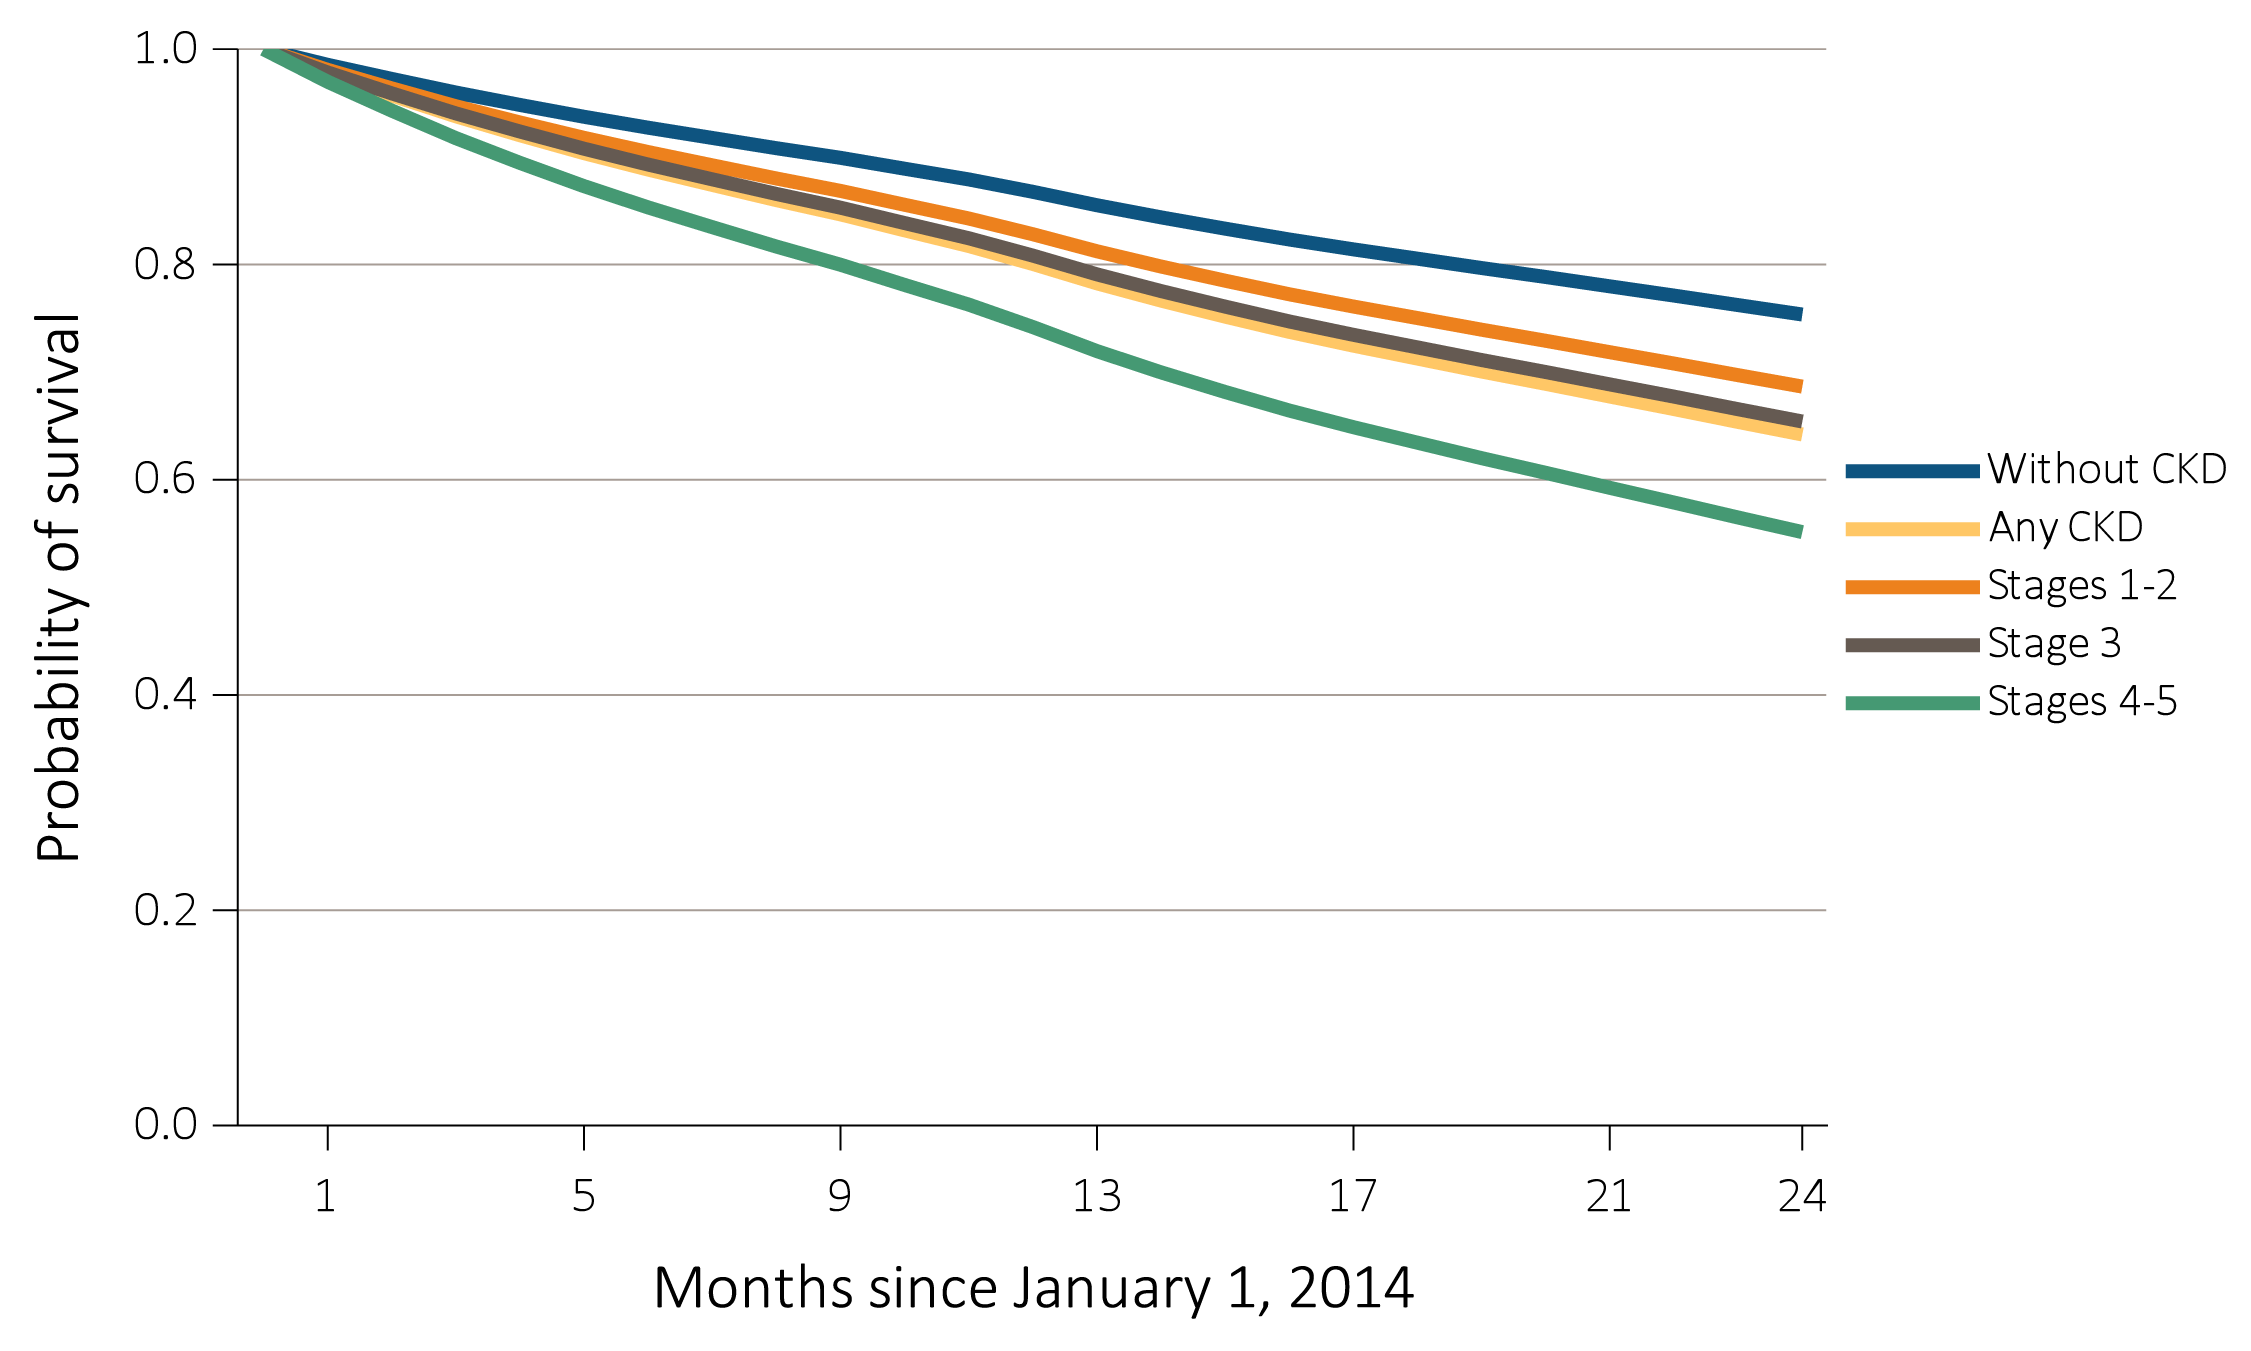 Probability of survival
1.0
0.8
0.6
0.4
0.2
0.0
1 5 9 13 17 21 24
Months since January 1, 2014
Without CKD
Any CKD
Stages 1-2
Stage 3
Stages 4-5